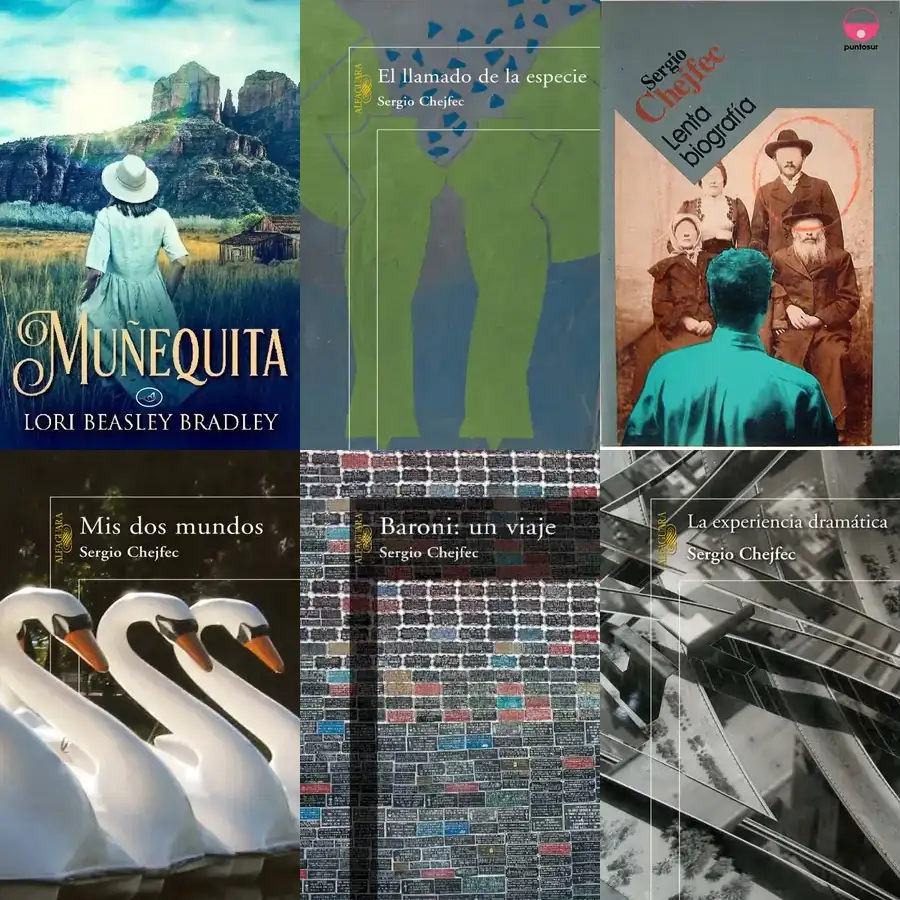 MUÑEQUITA
LORI BEASLEY BRADLEY
ALFAGUARA
El llamado de la especie
Sergio Chejfec
puntosur
Sergio
Chejfec
Lenta
biografía
ALFAGUARA
Mis dos mundos
Sergio Chejfec
ALFAGUARA
Baroni: un viaje
Sergio Chejfec
ALFAGUARA
La experiencia dramática
Sergio Chejfec